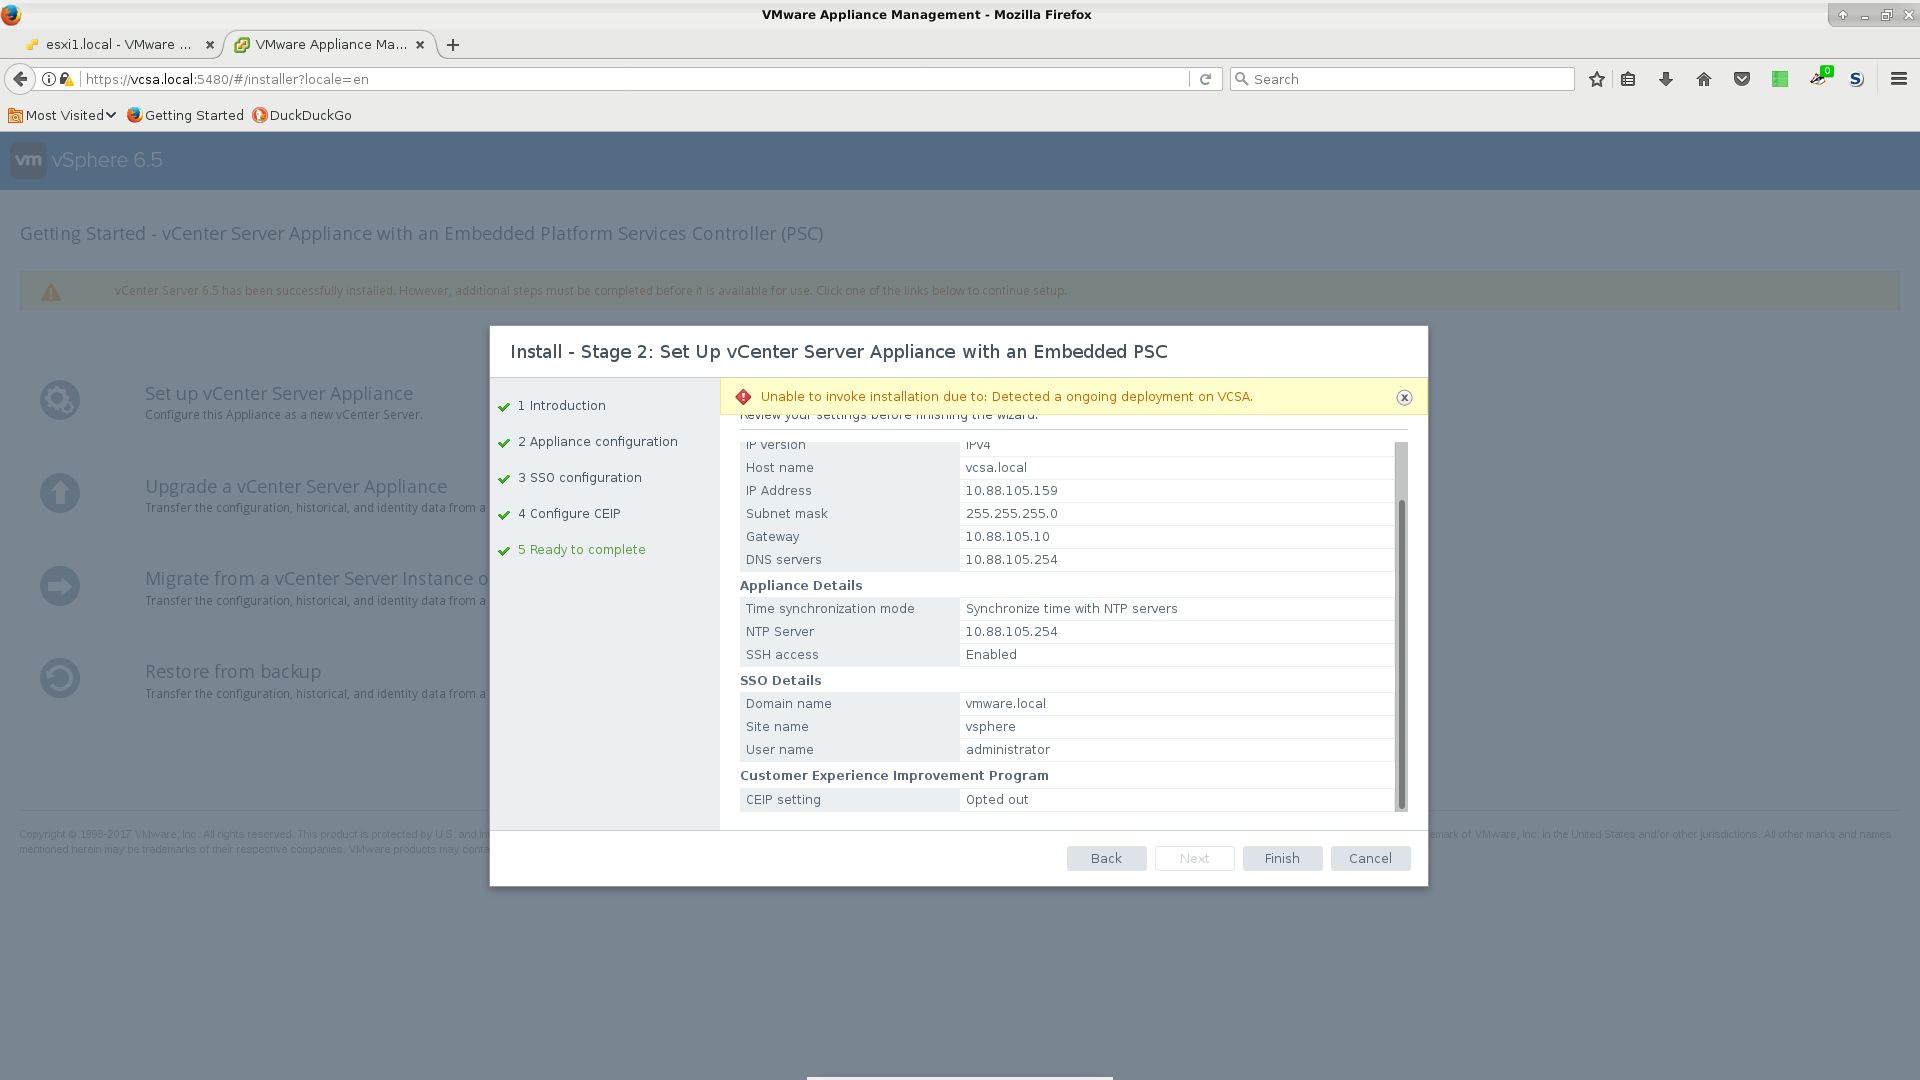 VMware Appliance Management - Mozilla Firefox
esxi1.local - VMware ...
VMware Appliance Ma...
https://vcsa.local:5480/#/installer?locale=en
Search
0
S
Most Visited
Getting Started
DuckDuckGo
vm vSphere 6.5
Getting Started - vCenter Server Appliance with an Embedded Platform Services Controller (PSC)
vCenter Server 6.5 has been successfully installed. However, additional steps must be completed before it is available for use. Click one of the links below to continue setup.
Set up vCenter Server Appliance
Configure this Appliance as a new vCenter Server.
Upgrade a vCenter Server Appliance
Transfer the configuration, historical, and identity data from a
Migrate from a vCenter Server Instance o
Transfer the configuration, historical, and identity data from a
Restore from backup
Transfer the configuration, historical, and identity data from a
Install - Stage 2: Set Up vCenter Server Appliance with an Embedded PSC
1 Introduction
2 Appliance configuration
3 SSO configuration
4 Configure CEIP
5 Ready to complete
Unable to invoke installation due to: Detected a ongoing deployment on VCSA.
Review your settings before finishing the wizard.
IP version IPv4
Host name vcsa.local
IP Address 10.88.105.159
Subnet mask 255.255.255.0
Gateway 10.88.105.10
DNS servers 10.88.105.254
Appliance Details
Time synchronization mode Synchronize time with NTP servers
NTP Server 10.88.105.254
SSH access Enabled
SSO Details
Domain name vmware.local
Site name vsphere
User name administrator
Customer Experience Improvement Program
CEIP setting Opted out
Back Next Finish Cancel
Copyright © 1998-2017 VMware, Inc. All rights reserved. This product is protected by U.S. and in
emark of VMware, Inc. in the United States and/or other jurisdictions. All other marks and names
mentioned herein may be trademarks of their respective companies. VMware products may conta